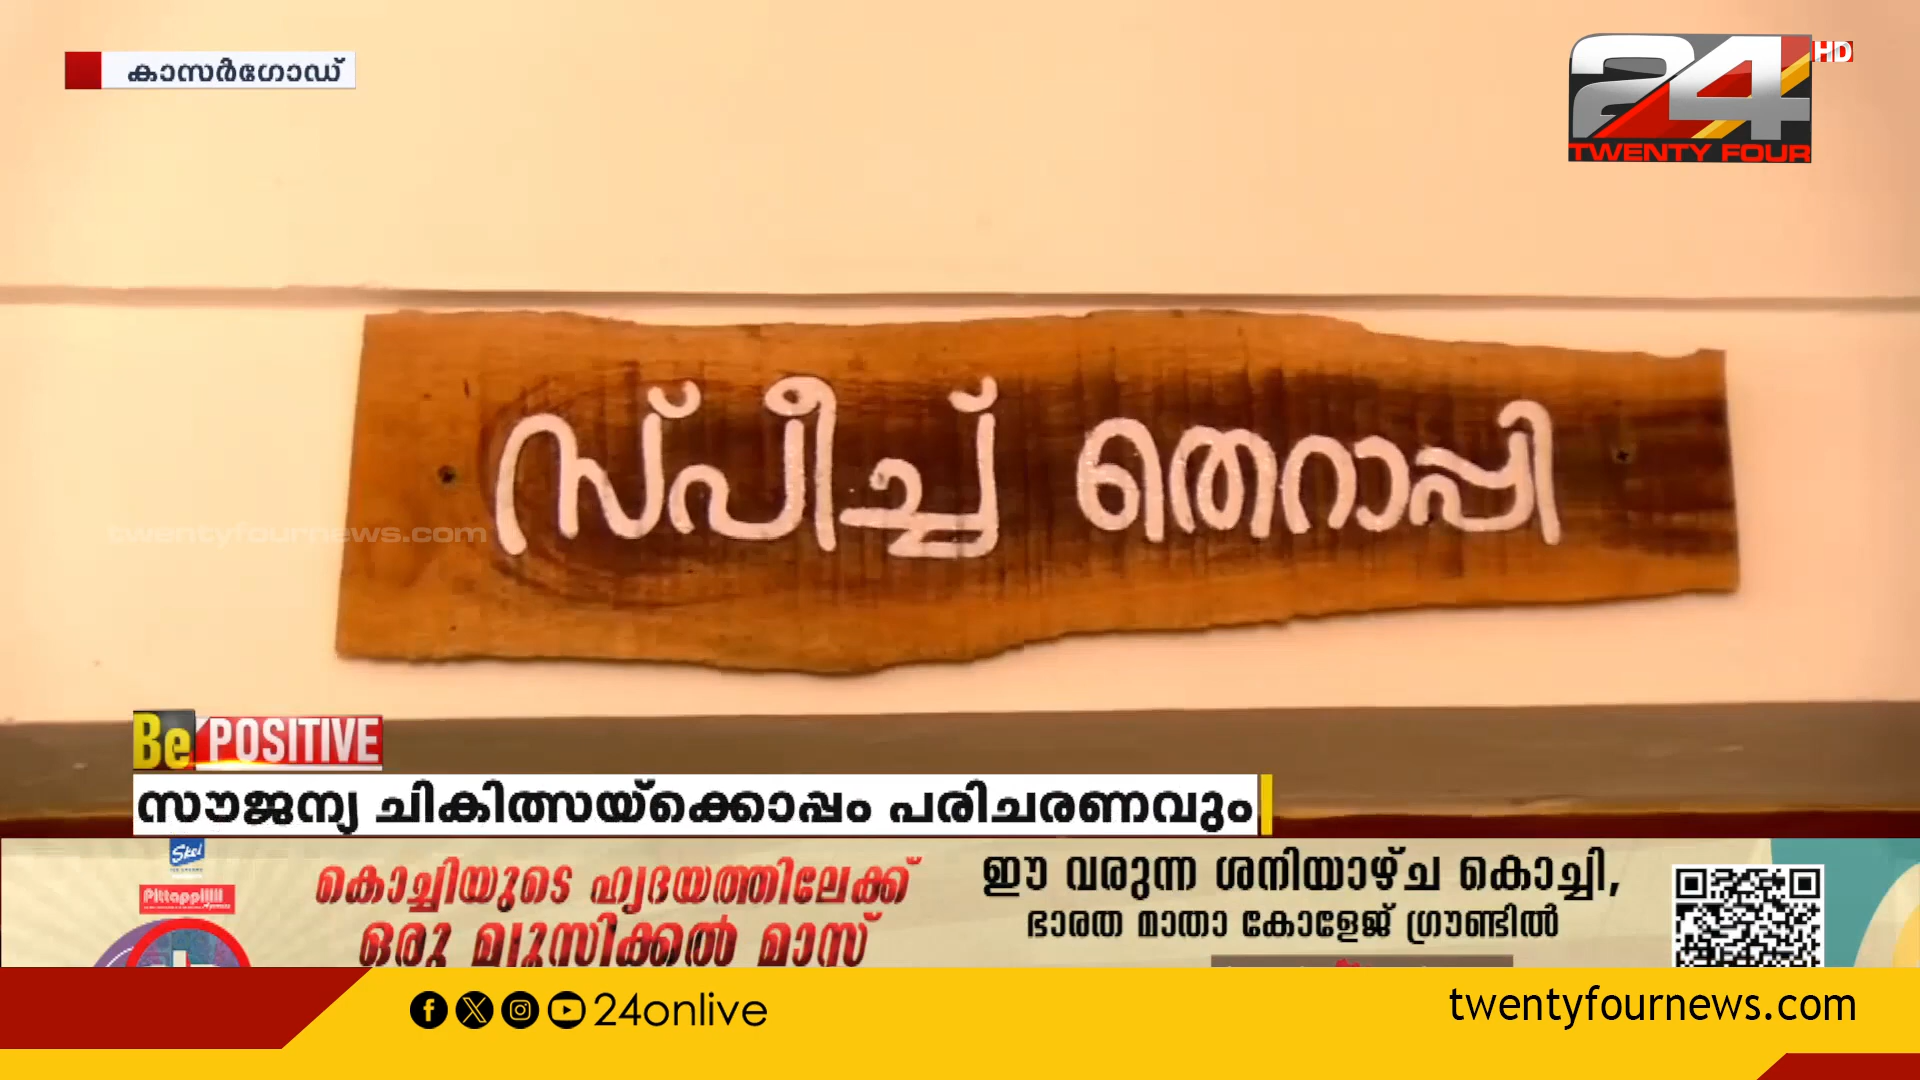 കാസർഗോഡ്
24 HD
TWENTY FOUR
സ്പീച്ച് തെറാപ്പി
twentyfournews.com
Be POSITIVE
സൗജന്യ ചികിത്സയ്ക്കൊപ്പം പരിചരണവും
Skei
Pittappillil
കൊച്ചിയുടെ ഹൃദയത്തിലേക്ക്
ഒരു മ്യൂസിക്കൽ മാസ്
ഈ വരുന്ന ശനിയാഴ്ച കൊച്ചി,
ഭാരത മാതാ കോളേജ് ഗ്രൗണ്ടിൽ
24onlive
twentyfournews.com